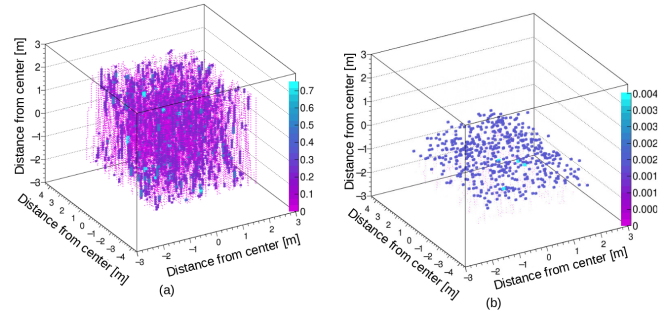 Distance from center [m]
3
2
1
0
−1
−2
−3
4 3 2 1 0 −1 −2 −3 −4
Distance from center [m]
−3 −2 −1 0 1 2 3
Distance from center [m]
0.7
0.6
0.5
0.4
0.3
0.2
0.1
0
(a)
Distance from center [m]
3
2
1
0
−1
−2
−3
4 3 2 1 0 −1 −2 −3 −4
Distance from center [m]
−3 −2 −1 0 1 2 3
Distance from center [m]
0.004
0.003
0.003
0.002
0.002
0.001
0.001
0.000
0
(b)